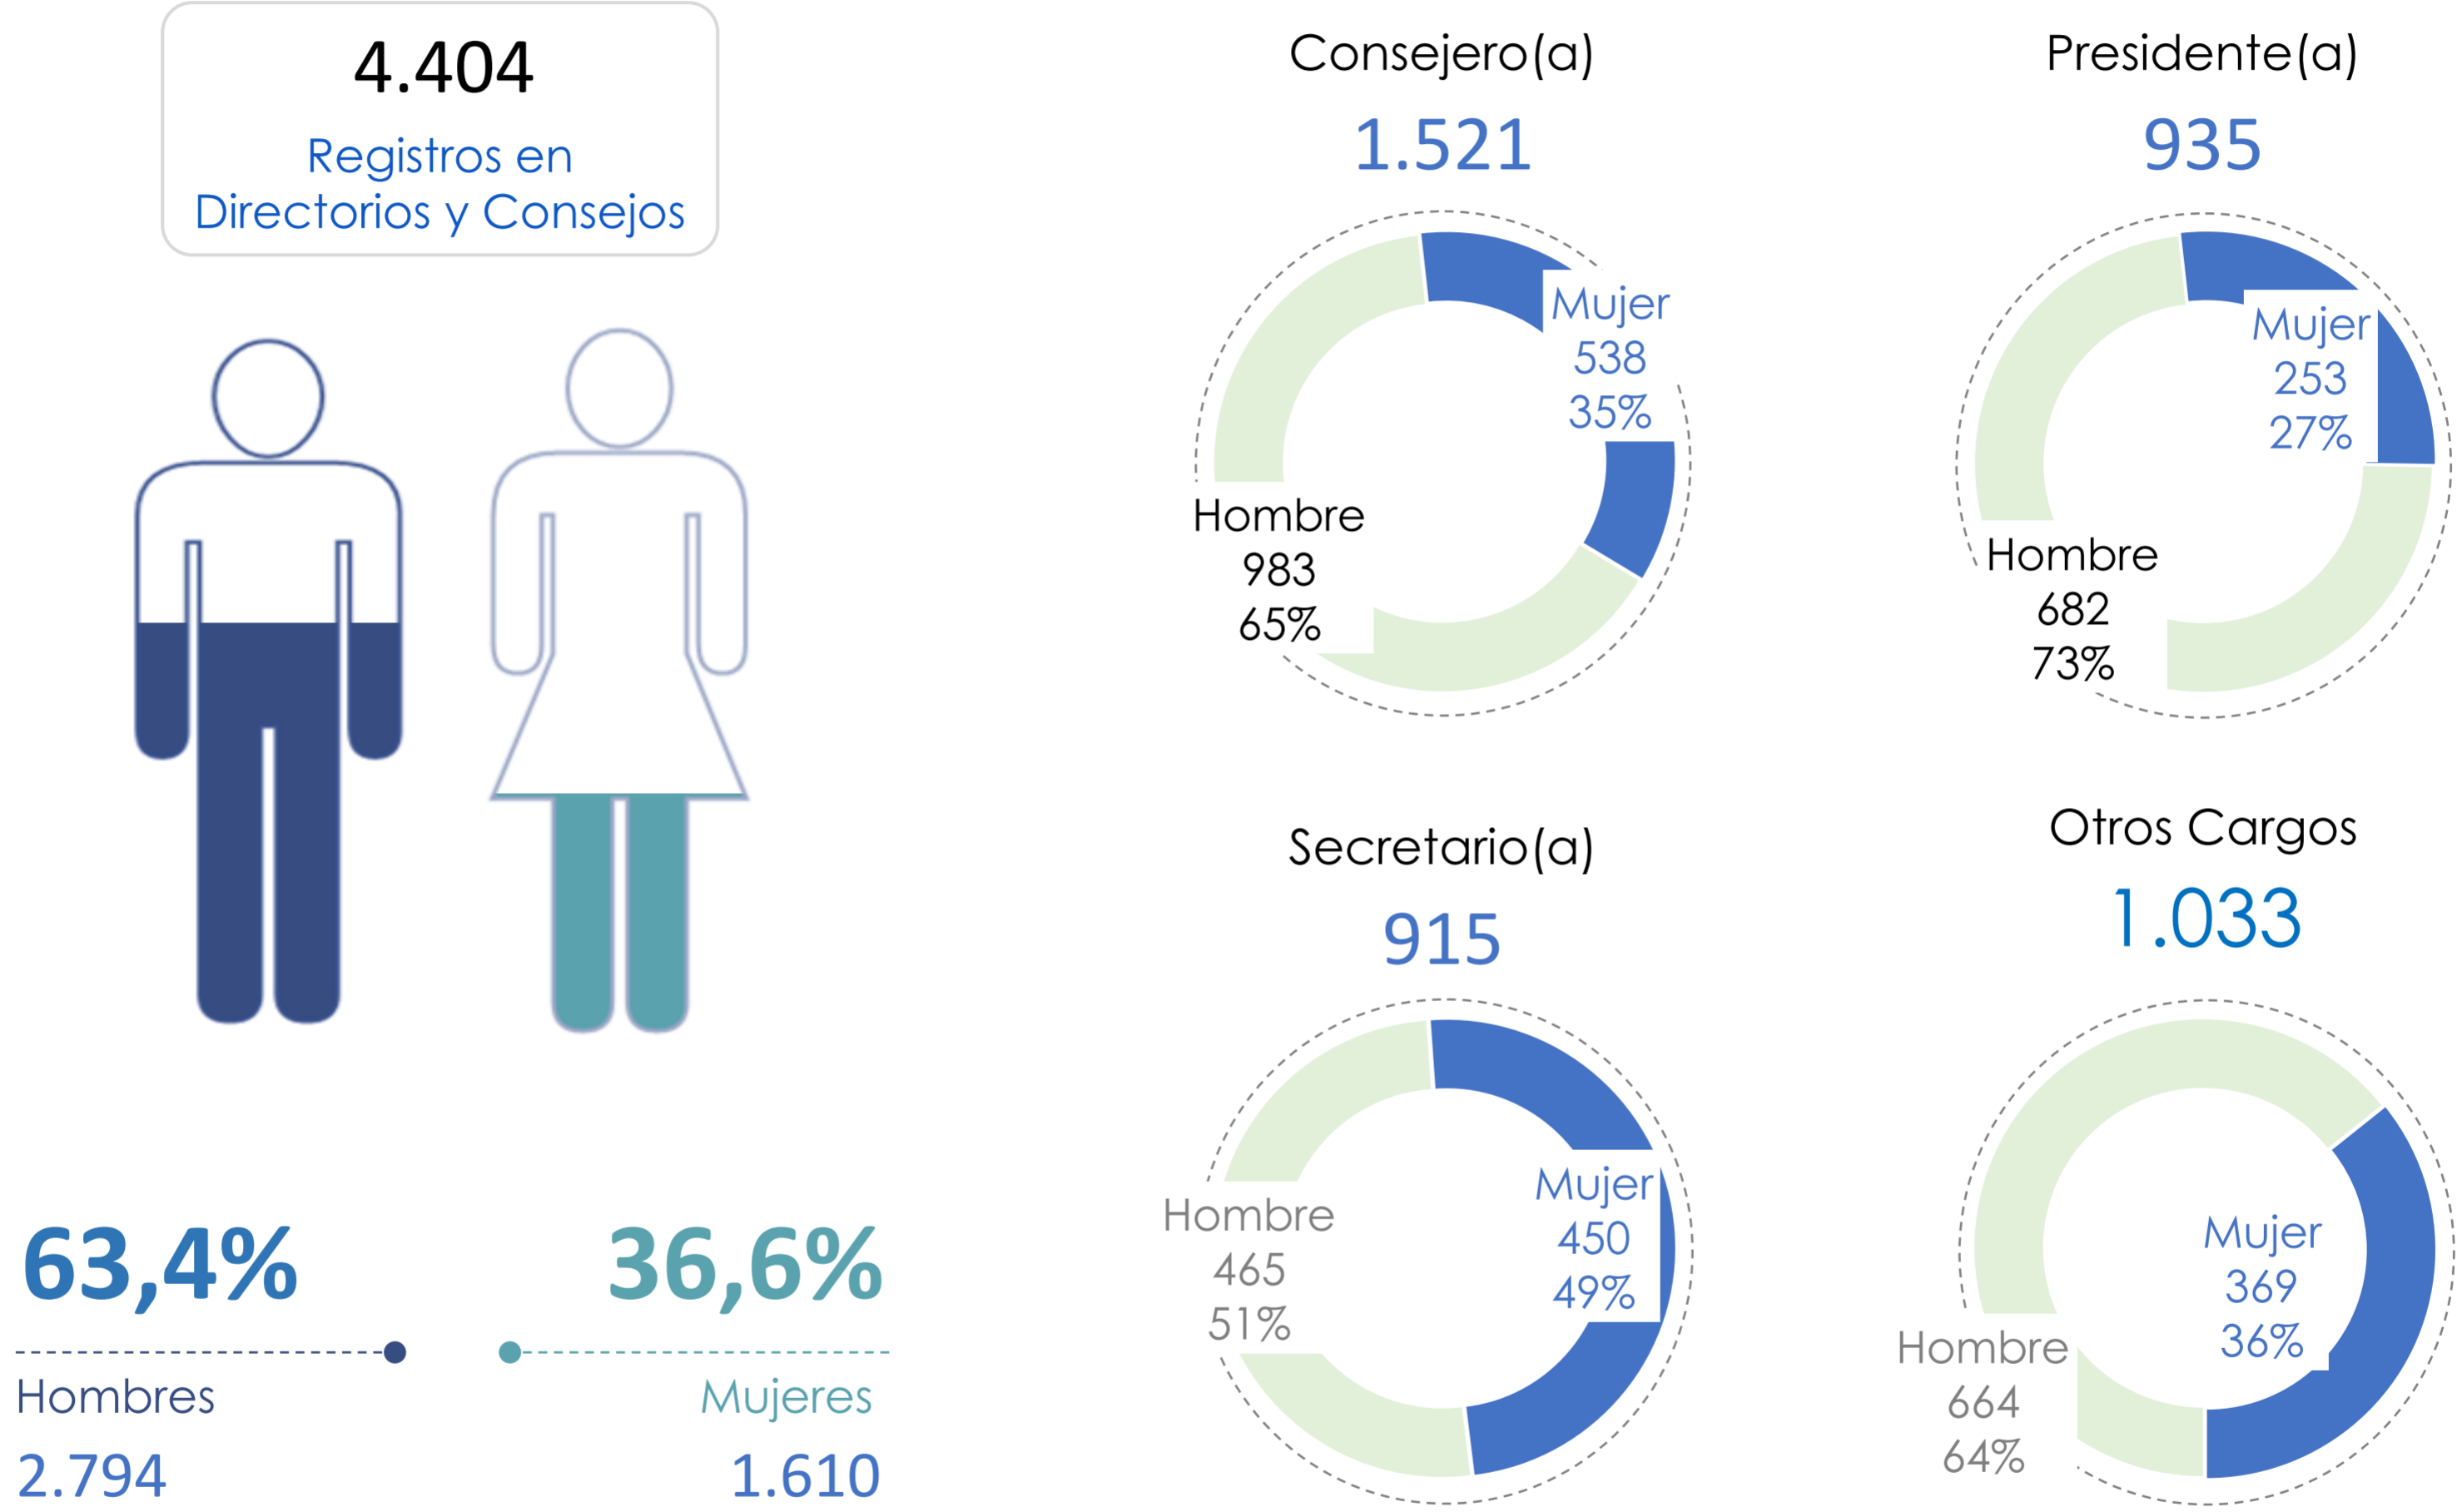 4.404
Registros en
Directorios y Consejos
63,4%
Hombres
2.794
36,6%
Mujeres
1.610
Consejero(a)
1.521
Mujer
538
35%
Hombre
983
65%
Presidente(a)
935
Mujer
253
27%
Hombre
682
73%
Secretario(a)
915
Mujer
450
49%
Hombre
465
51%
Otros Cargos
1.033
Mujer
369
36%
Hombre
664
64%